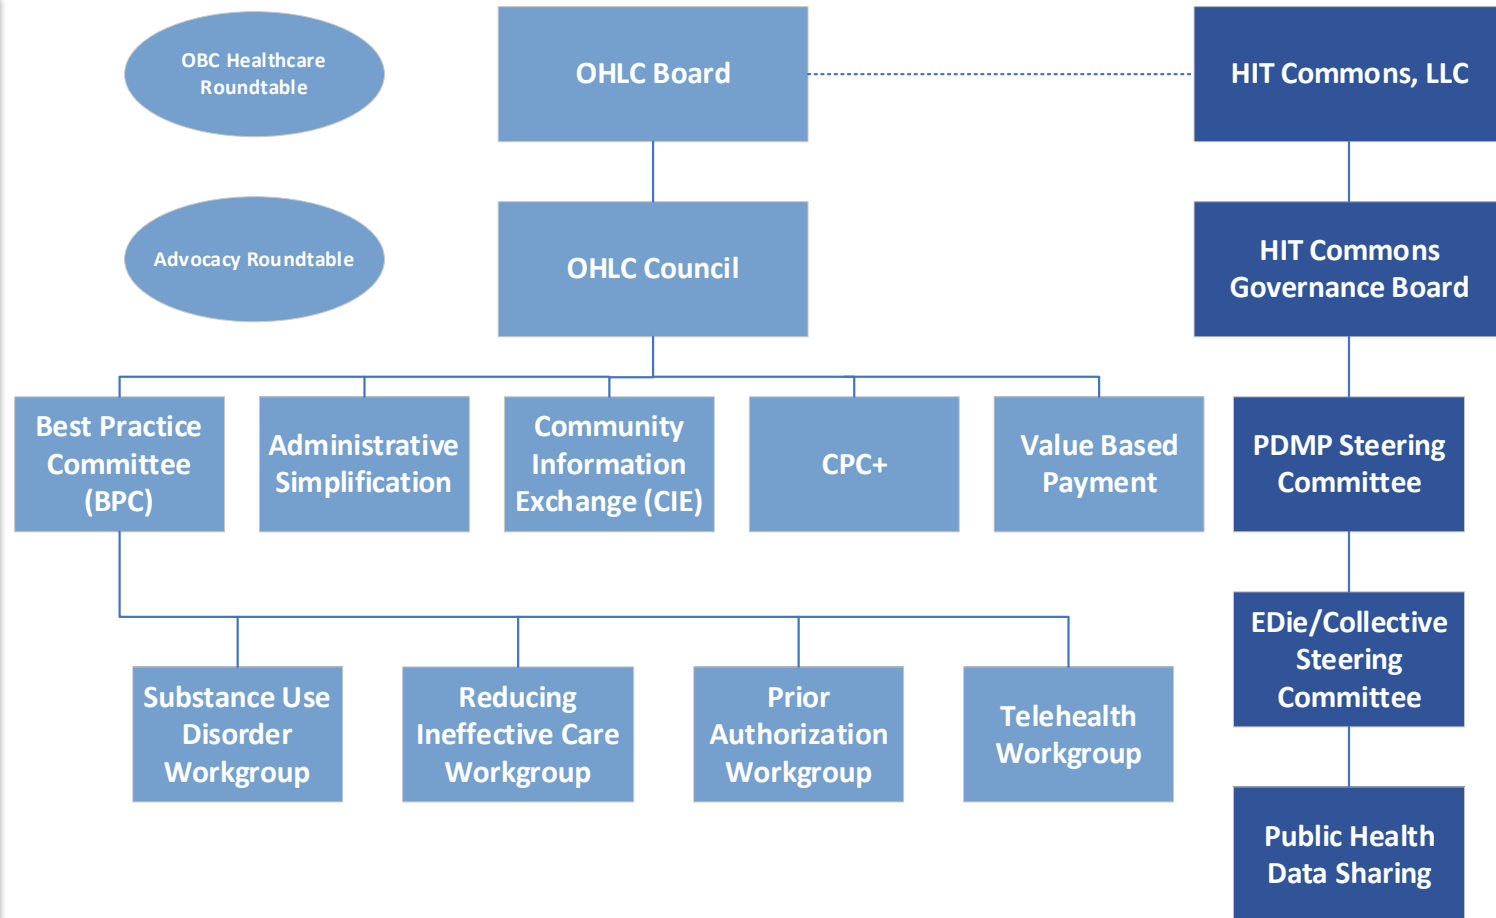 OBC Healthcare
Roundtable
OHLC Board
HIT Commons, LLC
Advocacy Roundtable
OHLC Council
HIT Commons
Governance Board
Best Practice
Committee
(BPC)
Administrative
Simplification
Community
Information
Exchange (CIE)
CPC+
Value Based
Payment
PDMP Steering
Committee
EDie/Collective
Steering
Committee
Substance Use
Disorder
Workgroup
Reducing
Ineffective Care
Workgroup
Prior
Authorization
Workgroup
Telehealth
Workgroup
Public Health
Data Sharing